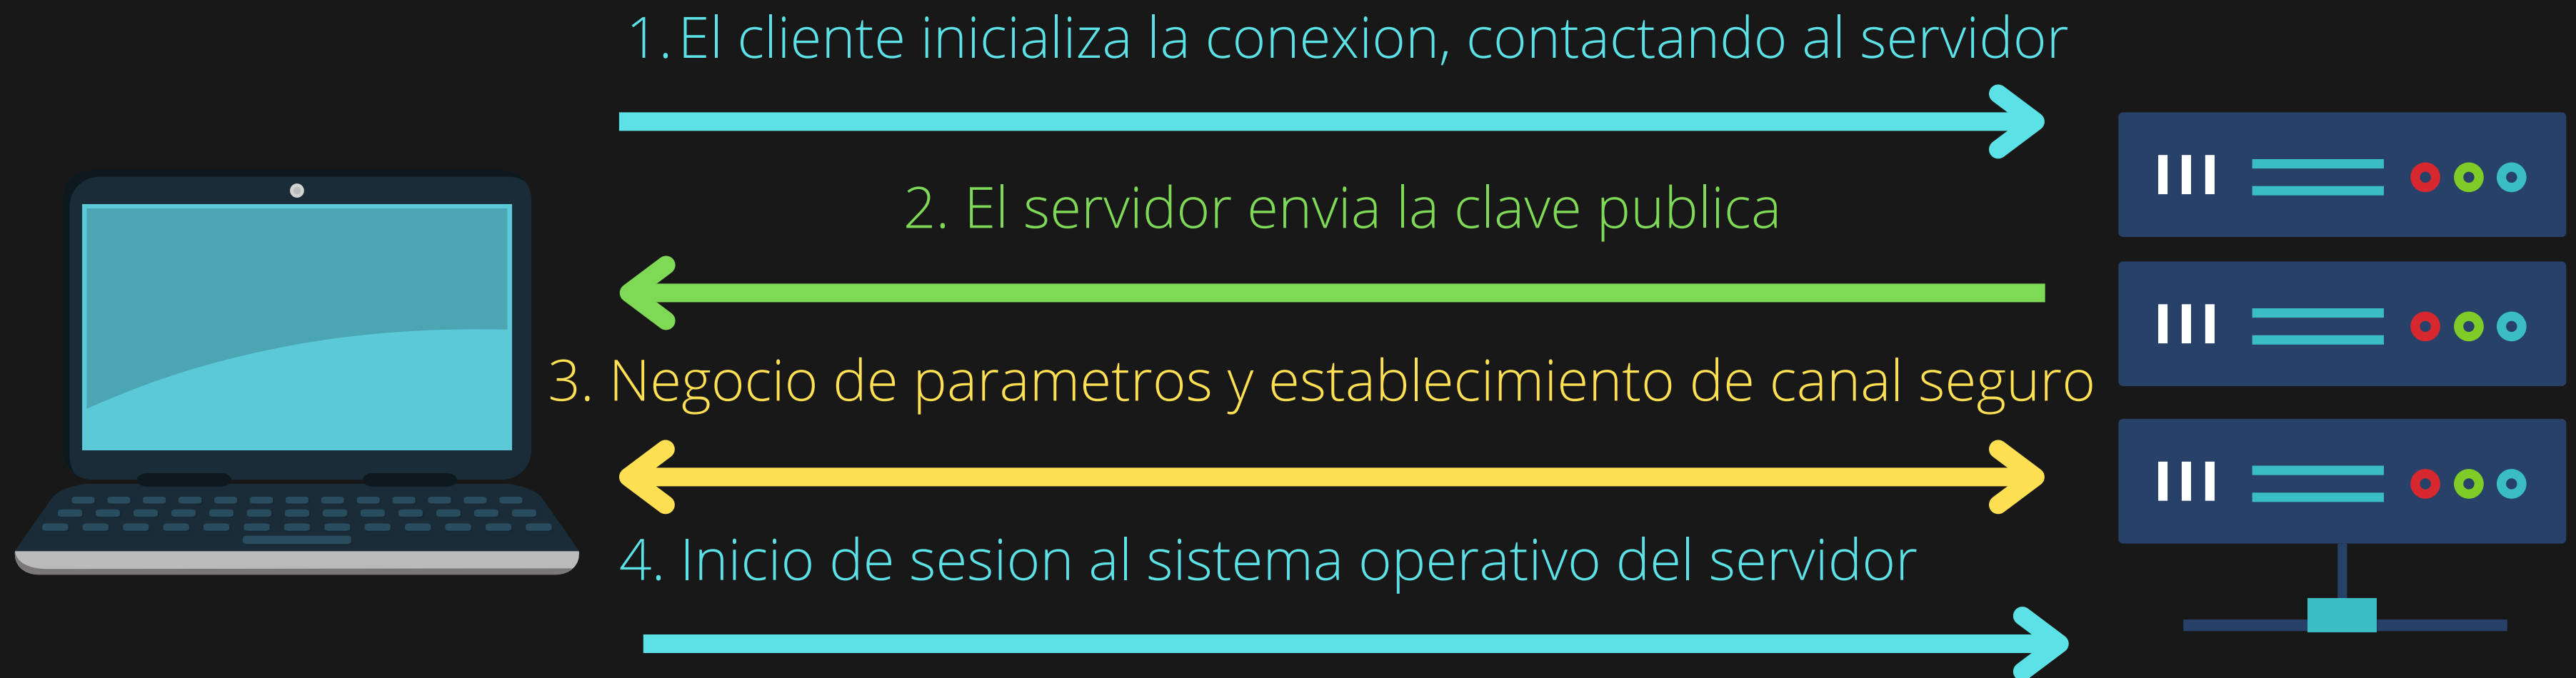 1. El cliente inicializa la conexion, contactando al servidor
2. El servidor envia la clave publica
3. Negocio de parametros y establecimiento de canal seguro
4. Inicio de sesion al sistema operativo del servidor